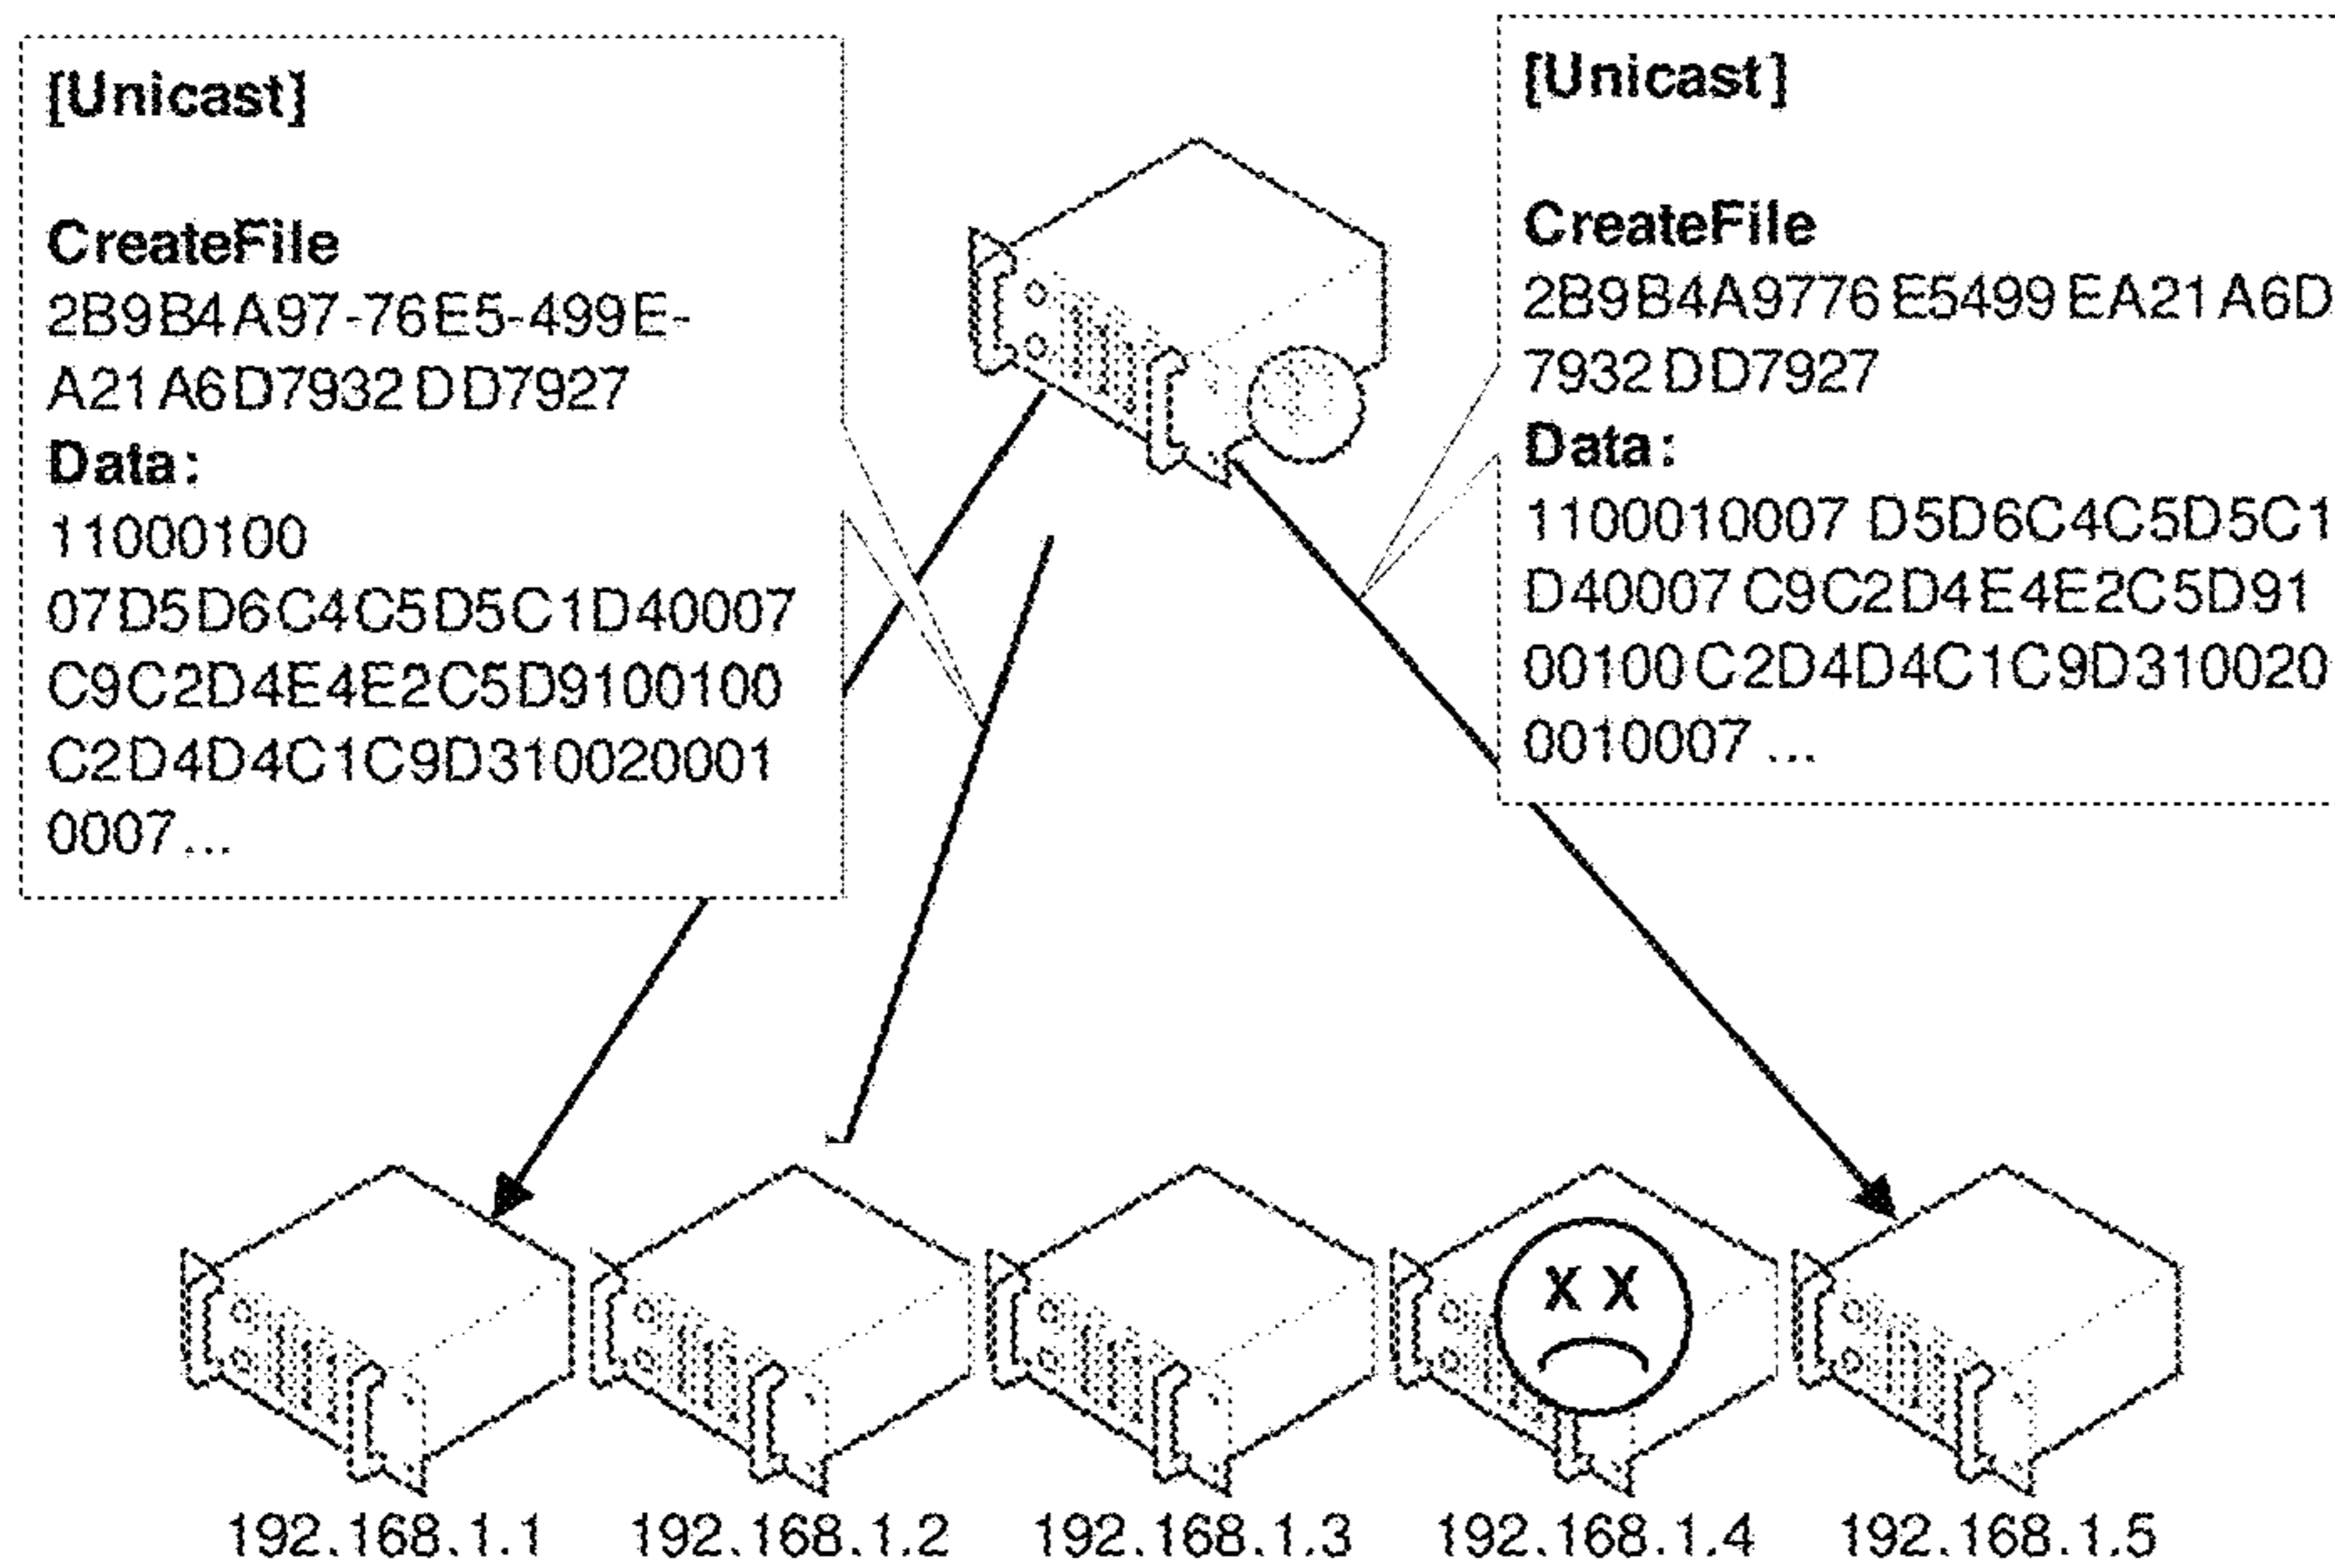 [Unicast]
CreateFile
2B9B4A97-76E5-499E-
A21A6D7932DD7927
Data:
11000100
07D5D6C4C5D5C1D40007
C9C2D4E4E2C5D9100100
C2D4D4C1C9D310020001
0007...
[Unicast]
CreateFile
2B9B4A9776E5499EA21A6D
7932DD7927
Data:
1100010007 D5D6C4C5D5C1
D40007C9C2D4E4E2C5D91
00100C2D4D4C1C9D310020
0010007...
X X
192.168.1.1
192.168.1.2
192.168.1.3
192.168.1.4
192.168.1.5